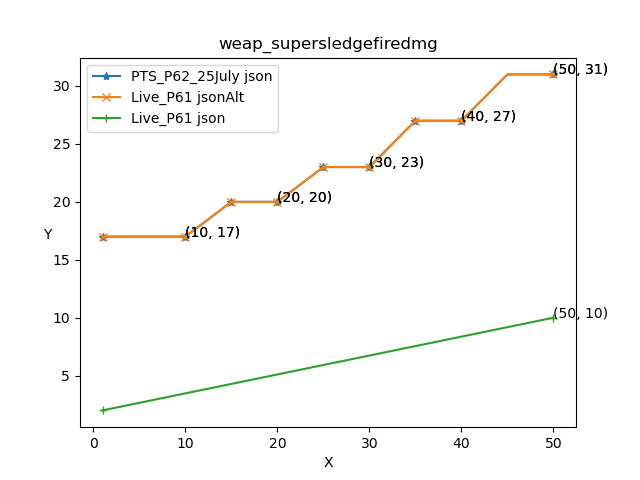 weap_supersledgefiredmg
PTS_P62_25July json
Live_P61 jsonAlt
Live_P61 json
(50, 31)
(40, 27)
(30, 23)
(20, 20)
(10, 17)
(50, 10)
30
25
20
15
10
5
Y
0 10 20 30 40 50
X